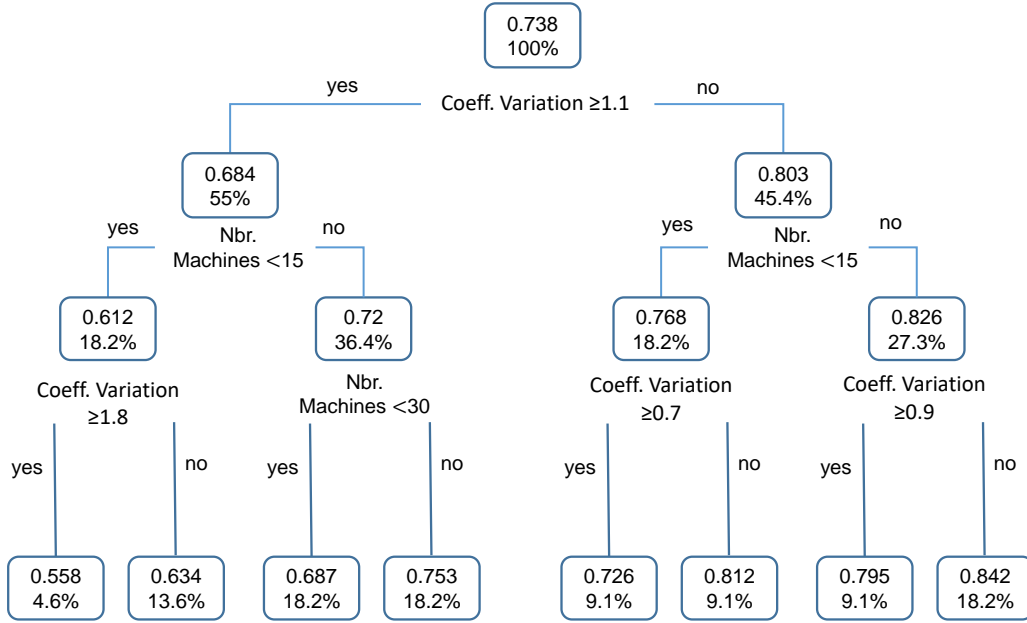 0.738
100%
yes
no
Coeff. Variation ≥1.1
0.684
55%
0.803
45.4%
yes
no
Nbr.
Machines <15
yes
no
Nbr.
Machines <15
0.612
18.2%
0.72
36.4%
0.768
18.2%
0.826
27.3%
Coeff. Variation
≥1.8
Nbr.
Machines <30
Coeff. Variation
≥0.7
Coeff. Variation
≥0.9
yes
no
yes
no
yes
no
yes
no
0.558
4.6%
0.634
13.6%
0.687
18.2%
0.753
18.2%
0.726
9.1%
0.812
9.1%
0.795
9.1%
0.842
18.2%